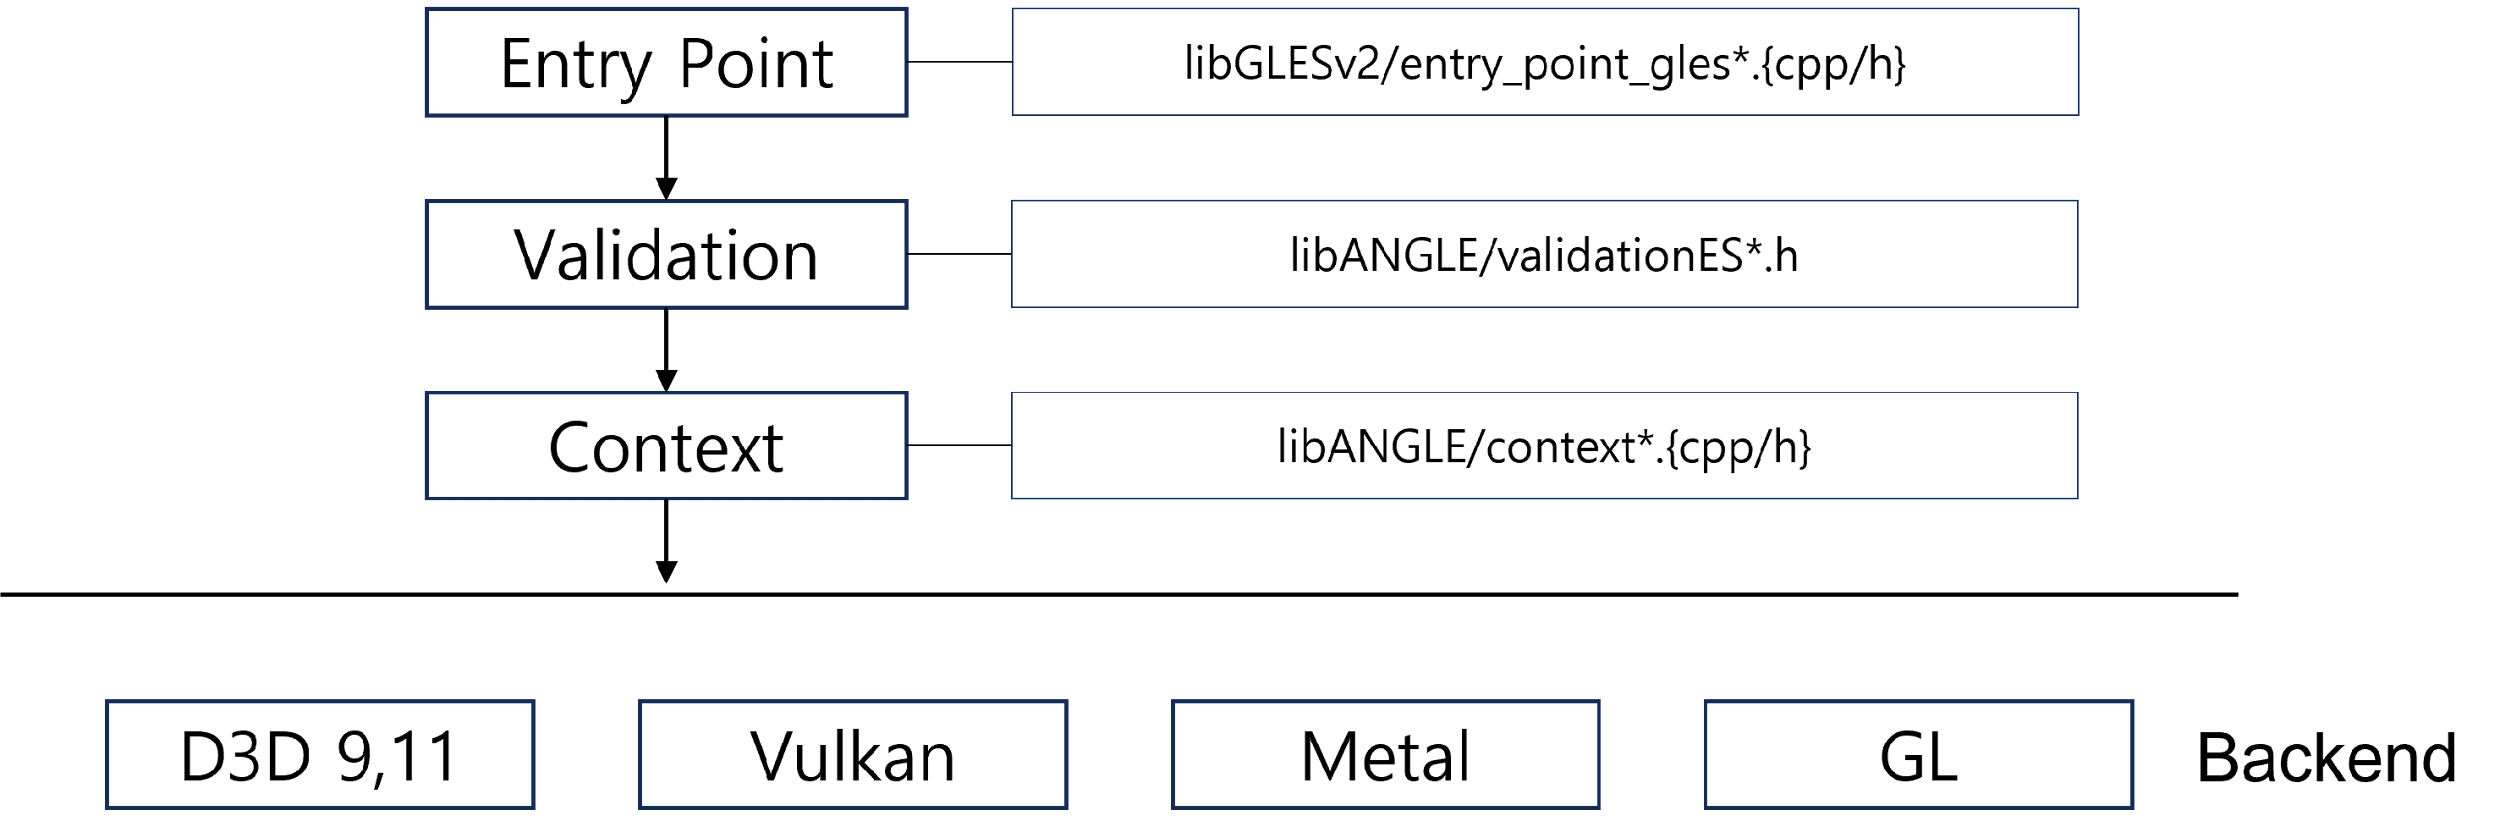 Entry Point
libGLESv2/entry_point_gles*.{cpp/h}
Validation
libANGLE/validationES*.h
Context
libANGLE/context*.{cpp/h}
D3D 9,11
Vulkan
Metal
GL
Backend